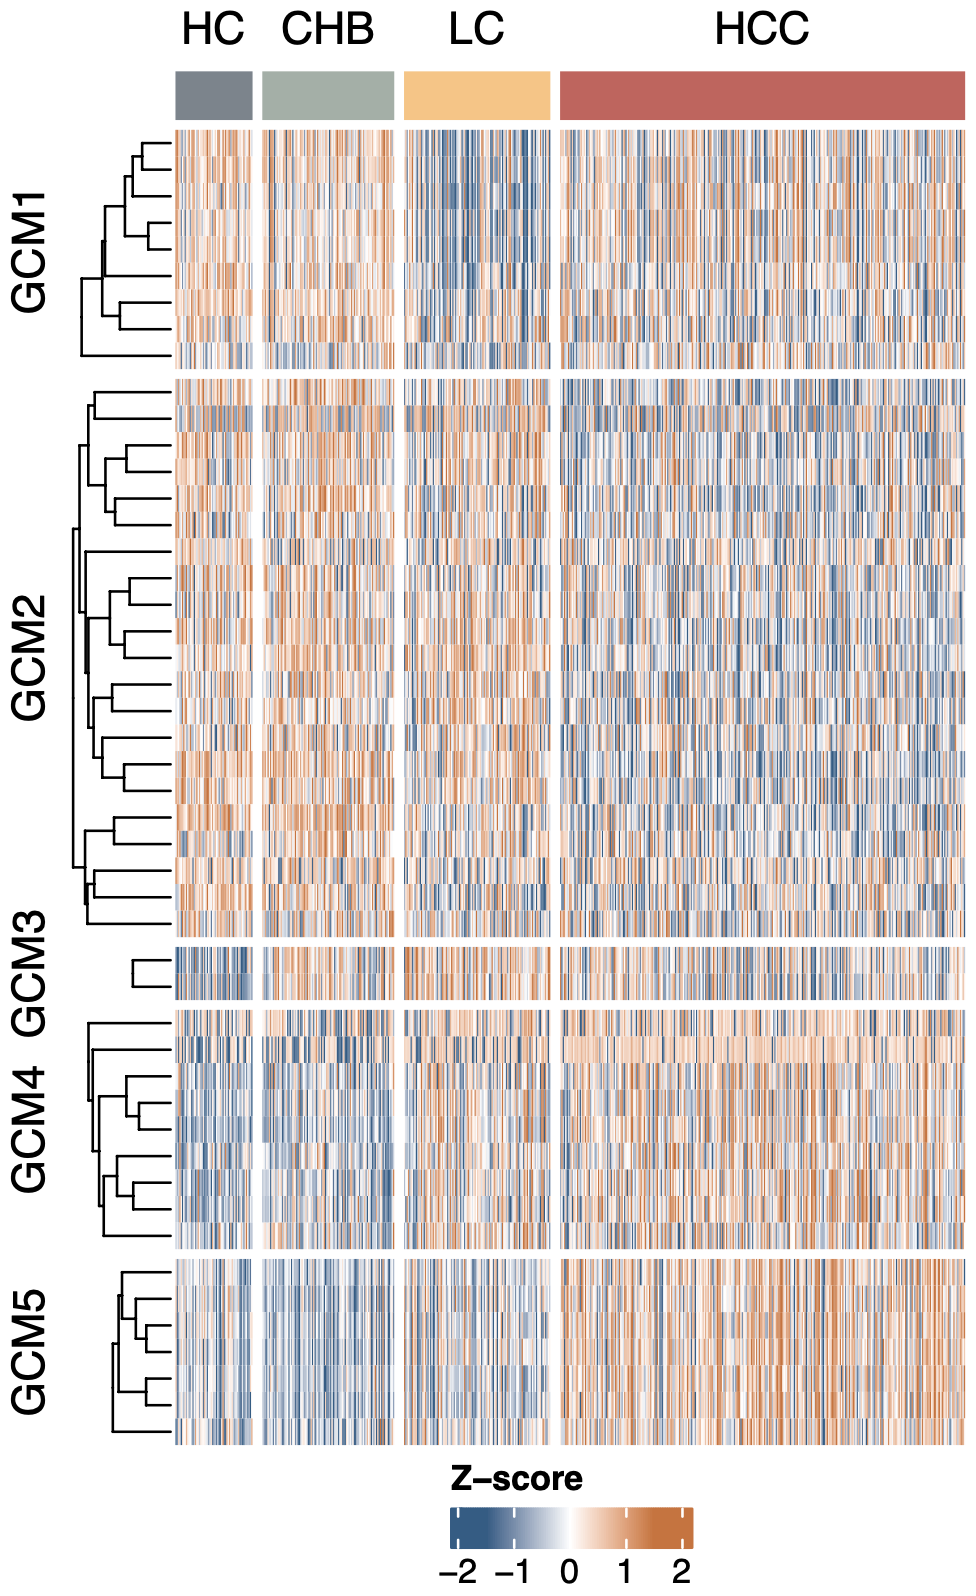 HC CHB LC HCC
GCM1
GCM2
GCM3
GCM4
GCM5
Z–score
−2 −1 0 1 2